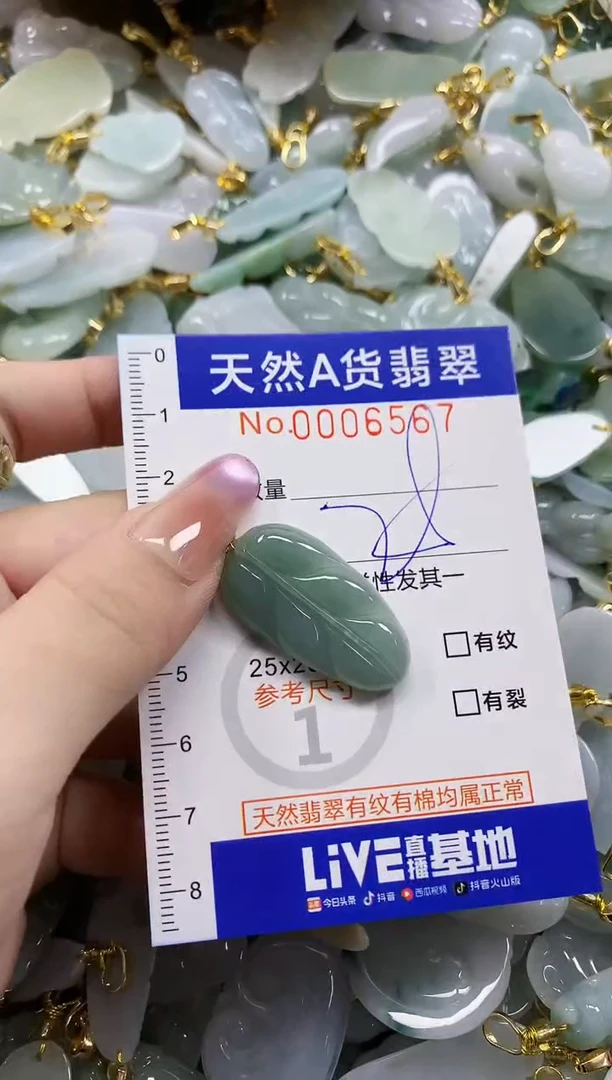 天然A货翡翠
No.0006567
量
性发其一
有纹
25x2
有裂
参考尺寸
1
天然翡翠有纹有棉均属正常
LiVE直播基地
今日头条 抖音 西瓜视频 抖音火山版
0
1
2
5
6
7
8